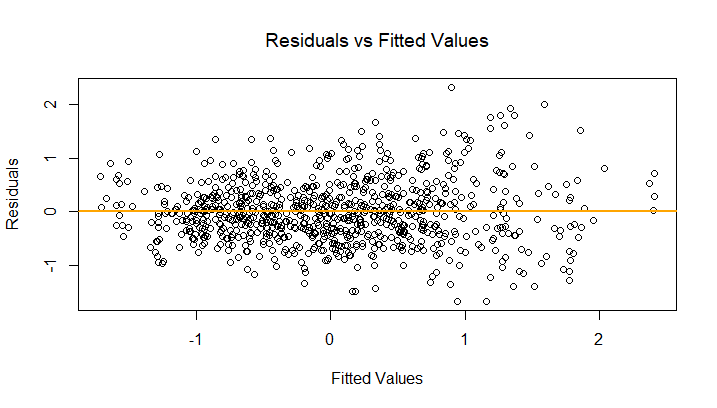 Residuals vs Fitted Values
Residuals
2
1
0
-1
-1 0 1 2
Fitted Values